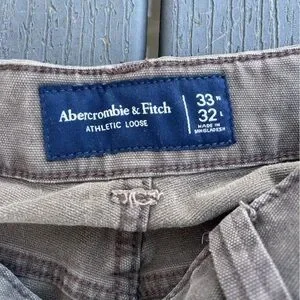 Abercrombie & Fitch
ATHLETIC LOOSE
33 W
32 L
MADE IN
BANGLADESH